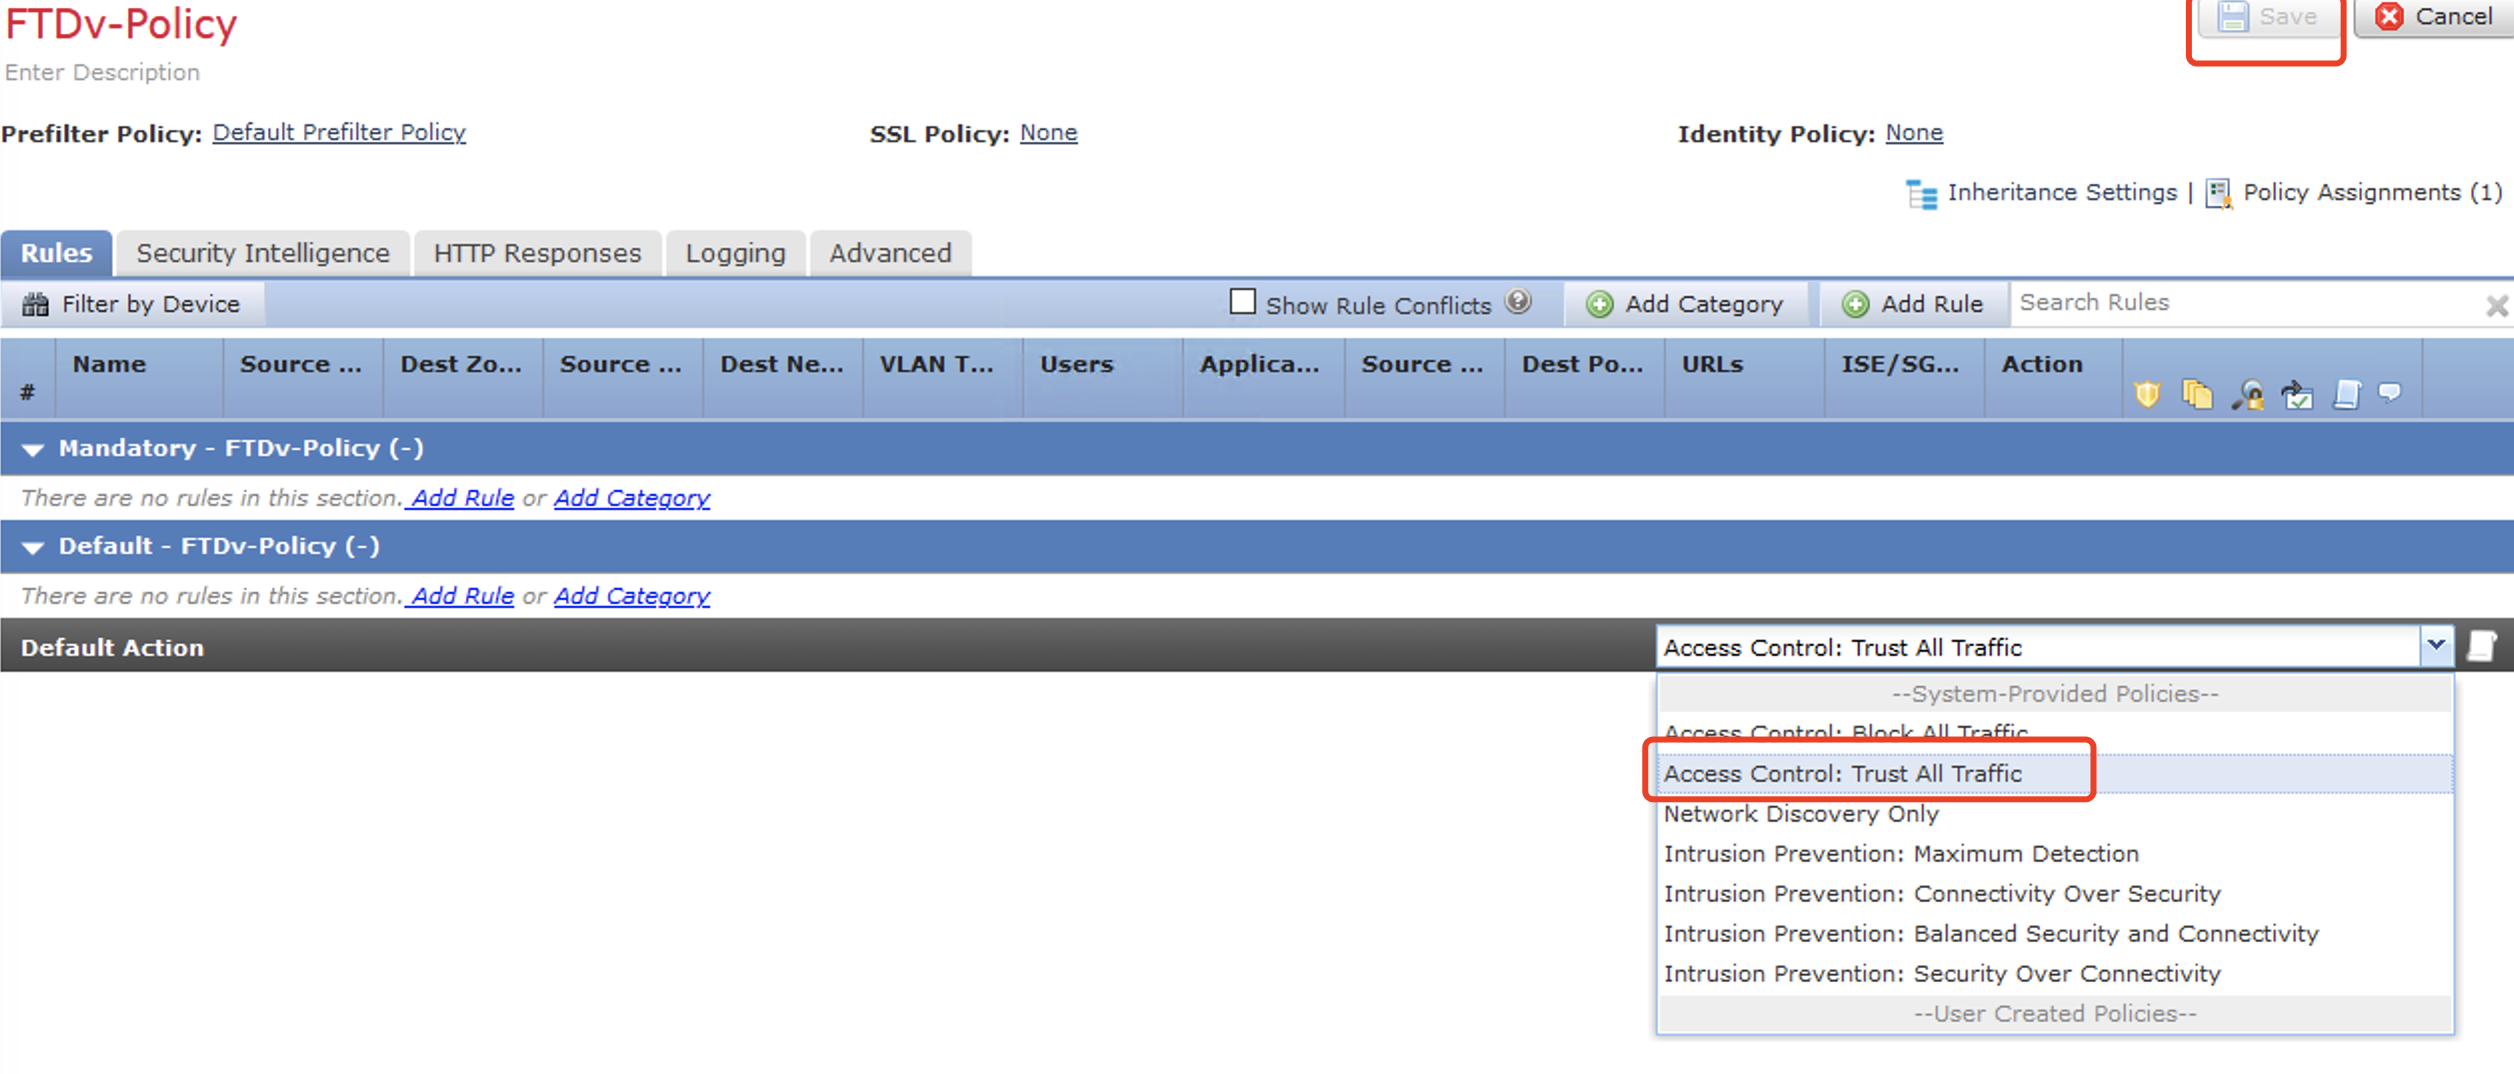 FTDv-Policy
Save
Cancel
Enter Description
Prefilter Policy: Default Prefilter Policy
SSL Policy: None
Identity Policy: None
Inheritance Settings | Policy Assignments (1)
Rules
Security Intelligence
HTTP Responses
Logging
Advanced
Filter by Device
Show Rule Conflicts
Add Category
Add Rule
Search Rules
#
Name
Source ...
Dest Zo...
Source ...
Dest Ne...
VLAN T...
Users
Applica...
Source ...
Dest Po...
URLs
ISE/SG...
Action
Mandatory - FTDv-Policy (-)
There are no rules in this section. Add Rule or Add Category
Default - FTDv-Policy (-)
There are no rules in this section. Add Rule or Add Category
Default Action
Access Control: Trust All Traffic
--System-Provided Policies--
Access Control: Block All Traffic
Access Control: Trust All Traffic
Network Discovery Only
Intrusion Prevention: Maximum Detection
Intrusion Prevention: Connectivity Over Security
Intrusion Prevention: Balanced Security and Connectivity
Intrusion Prevention: Security Over Connectivity
--User Created Policies--